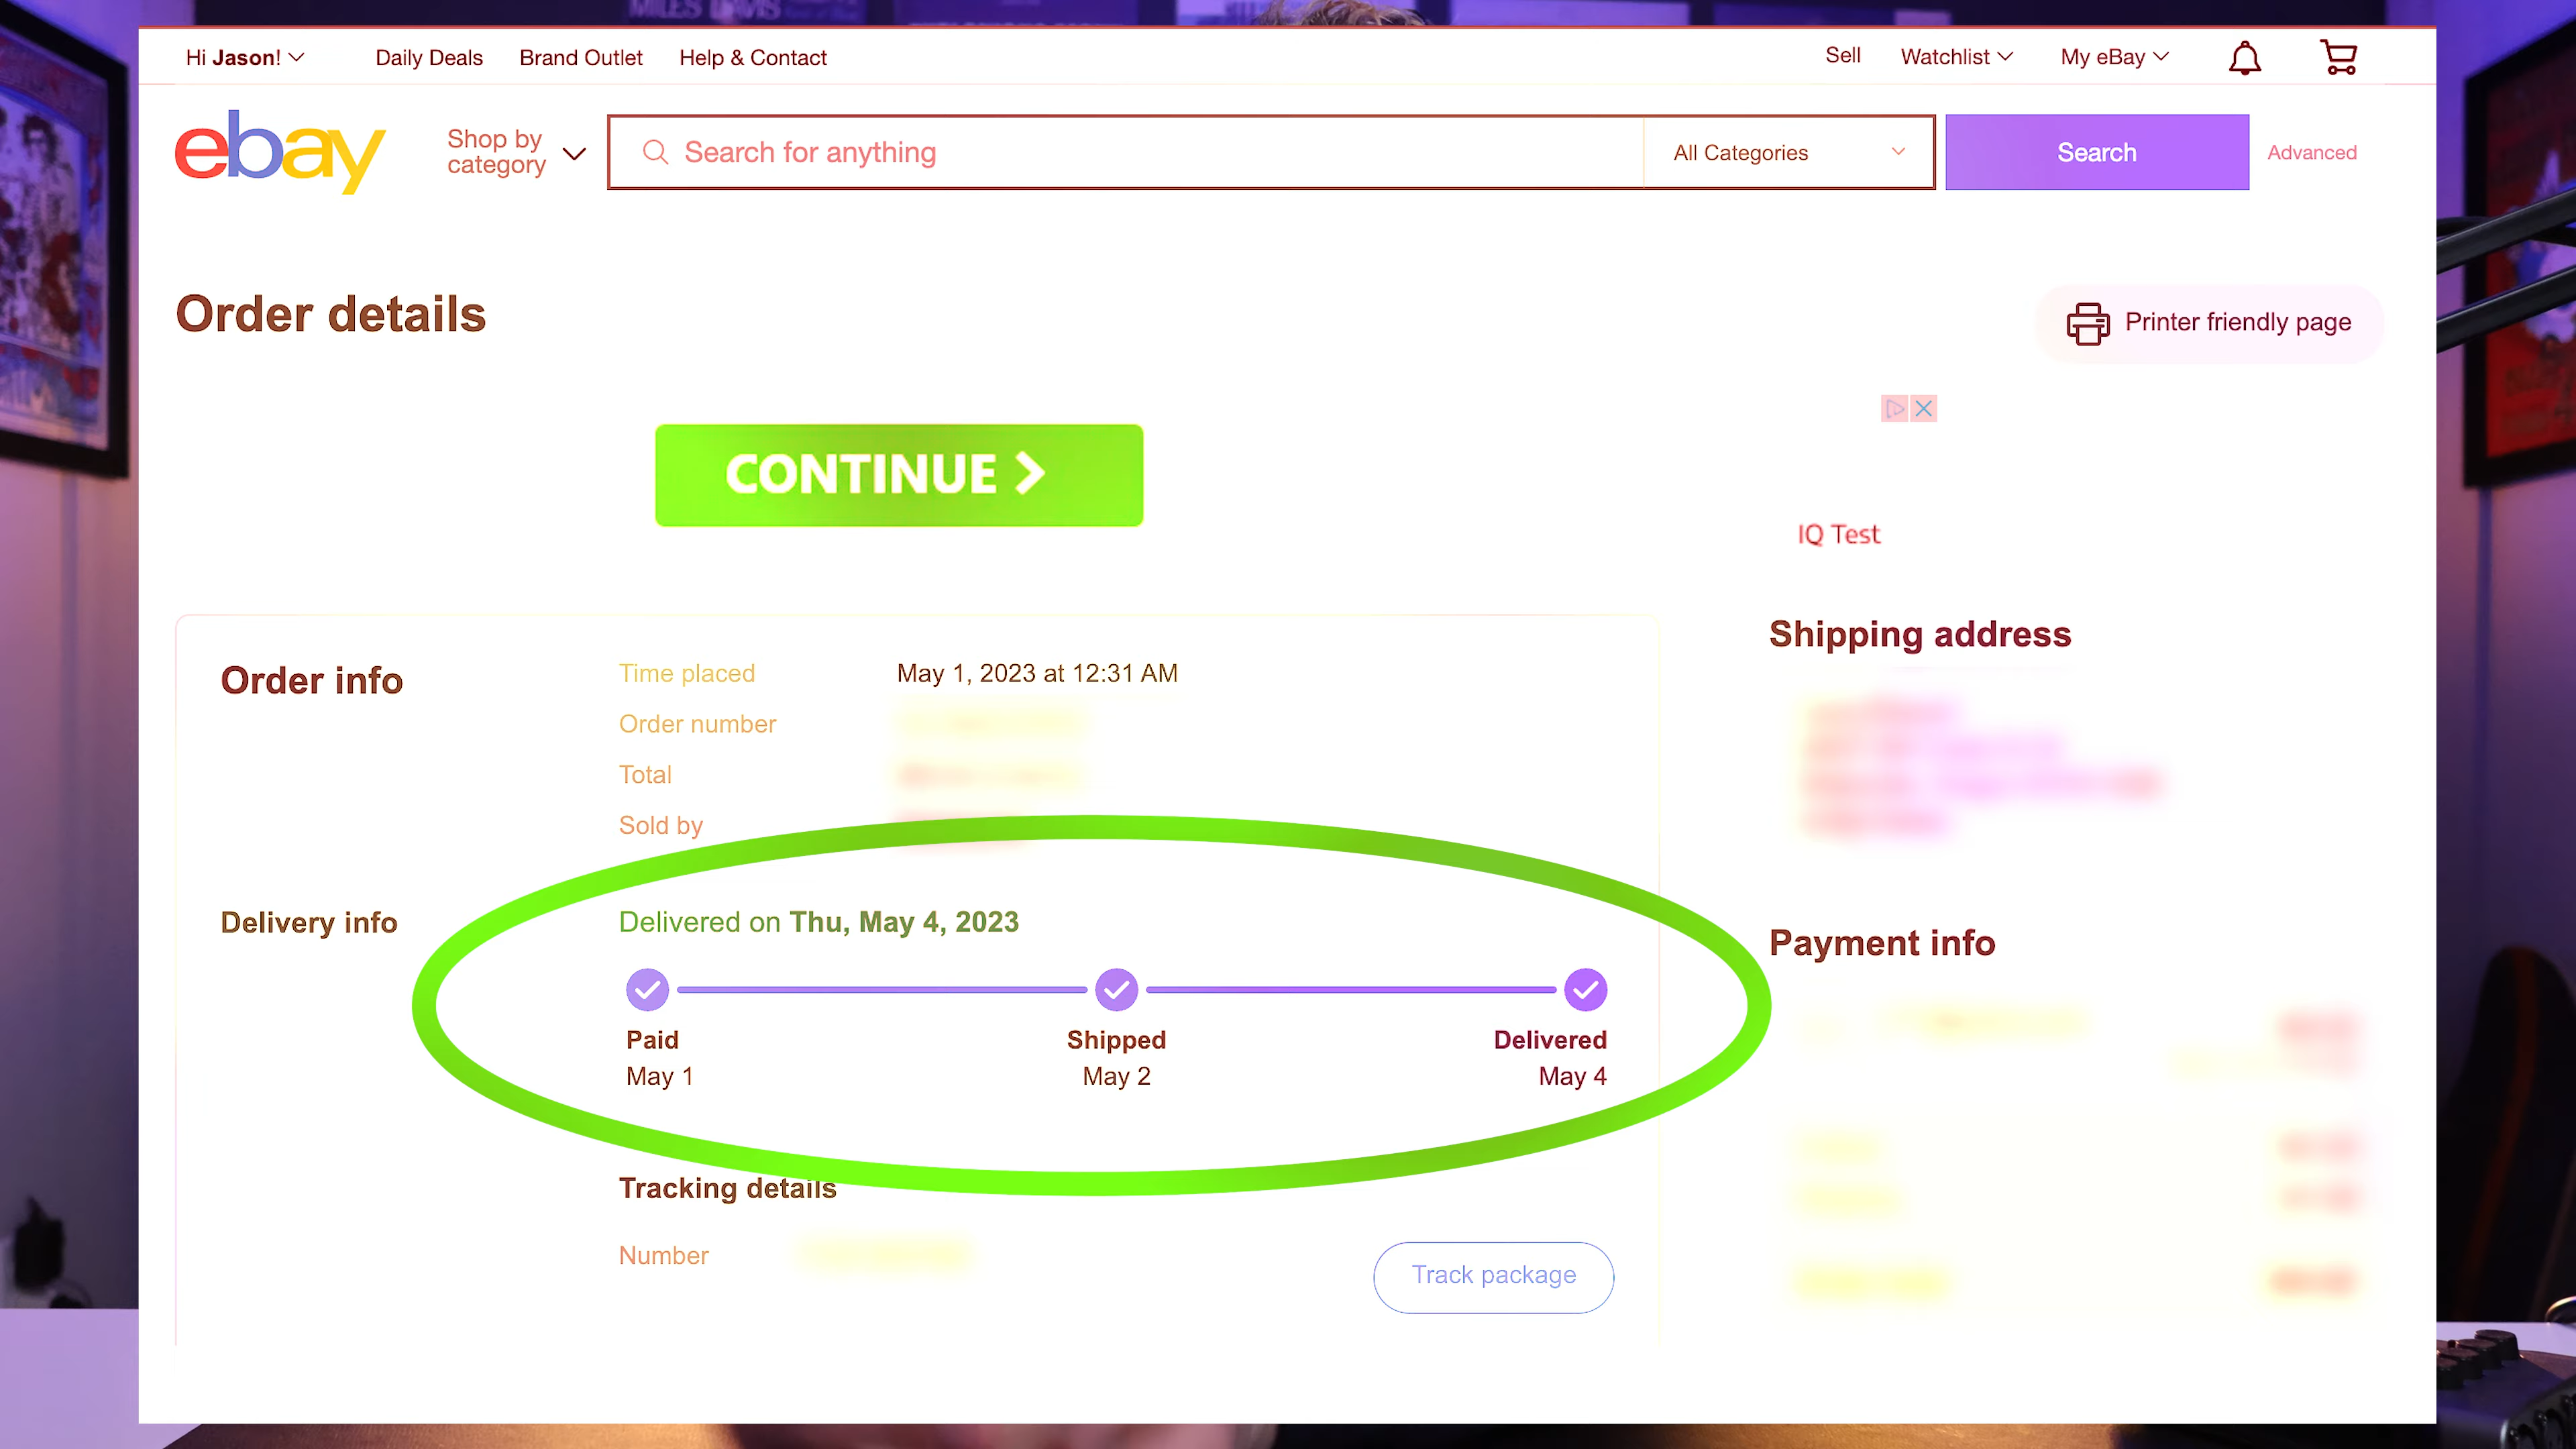 Hi Jason!
Daily Deals
Brand Outlet
Help & Contact
Sell
Watchlist
My eBay
ebay
Shop by
category
Search for anything
All Categories
Search
Advanced
Order details
Printer friendly page
CONTINUE
IQ Test
Order info
Time placed
May 1, 2023 at 12:31 AM
Order number
Total
Sold by
Delivery info
Delivered on Thu, May 4, 2023
Paid
May 1
Shipped
May 2
Delivered
May 4
Tracking details
Number
Track package
Shipping address
Payment info